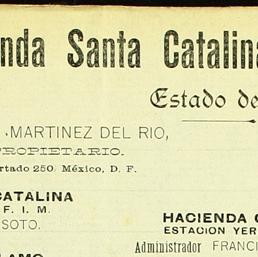 nda Santa Catalina
Estado de
MARTINEZ DEL RIO,
PROPIETARIO.
rtado 250. México, D. F.
CATALINA
F. I. M.
SOTO.
HACIENDA
ESTACION YER
Administrador FRANCI
LAMO